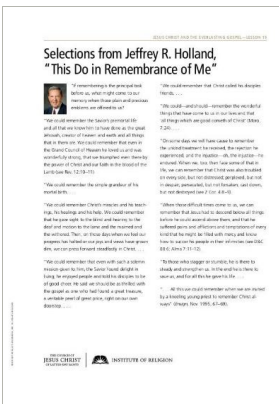 JESUS CHRIST AND THE EVERLASTING GOSPEL—LESSON 19
Selections from Jeffrey R. Holland,
“This Do in Remembrance of Me”
“If remembering is the principal task
before us, what might come to our
memory when those plain and precious
emblems are offered to us?
“We could remember the Savior’s premortal life
and all that we know him to have done as the great
Jehovah, creator of heaven and earth and all things
that in them are. We could remember that even in
the Grand Council of Heaven he loved us and was
wonderfully strong, that we triumphed even there by
the power of Christ and our faith in the blood of the
Lamb (see Rev. 12:10–11).
“We could remember the simple grandeur of his
mortal birth. . . .
“We could remember Christ’s miracles and his teach-
ings, his healings and his help. We could remember
that he gave sight to the blind and hearing to the
deaf and motion to the lame and the maimed and
the withered. Then, on those days when we feel our
progress has halted or our joys and views have grown
dim, we can press forward steadfastly in Christ. . . .
“We could remember that even with such a solemn
mission given to him, the Savior found delight in
living; he enjoyed people and told his disciples to be
of good cheer. He said we should be as thrilled with
the gospel as one who had found a great treasure,
a veritable pearl of great price, right on our own
doorstep. . . .
“We could remember that Christ called his disciples
friends. . . .
“We could—and should—remember the wonderful
things that have come to us in our lives and that
‘all things which are good cometh of Christ’ (Moro.
7:24). . . .
“On some days we will have cause to remember
the unkind treatment he received, the rejection he
experienced, and the injustice—oh, the injustice—he
endured. When we, too, then face some of that in
life, we can remember that Christ was also troubled
on every side, but not distressed; perplexed, but not
in despair; persecuted, but not forsaken; cast down,
but not destroyed (see 2 Cor. 4:8–9).
“When those difficult times come to us, we can
remember that Jesus had to descend below all things
before he could ascend above them, and that he
suffered pains and afflictions and temptations of every
kind that he might be filled with mercy and know
how to succor his people in their infirmities (see D&C
88:6; Alma 7:11–12).
“To those who stagger or stumble, he is there to
steady and strengthen us. In the end he is there to
save us, and for all this he gave his life. . . .
“. . . All this we could remember when we are invited
by a kneeling young priest to remember Christ al-
ways” (Ensign, Nov. 1995, 67–68).
THE CHURCH OF
JESUS CHRIST
OF LATTER-DAY SAINTS
INSTITUTE OF RELIGION